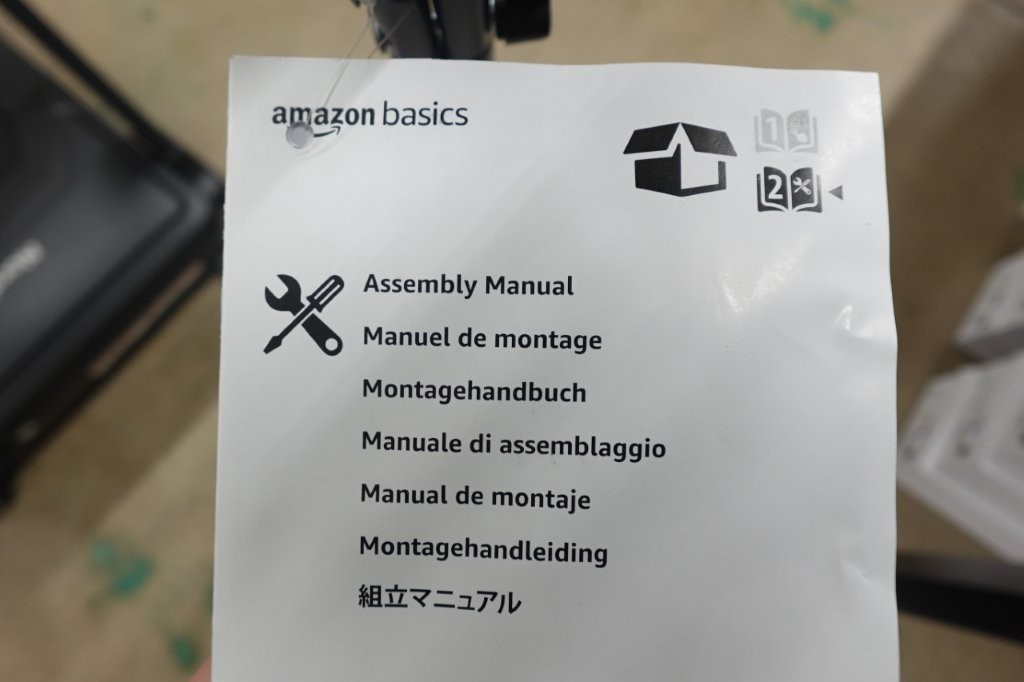 amazon basics
1
2
Assembly Manual
Manuel de montage
Montagehandbuch
Manuale di assemblaggio
Manual de montaje
Montagehandleiding
組立マニュアル